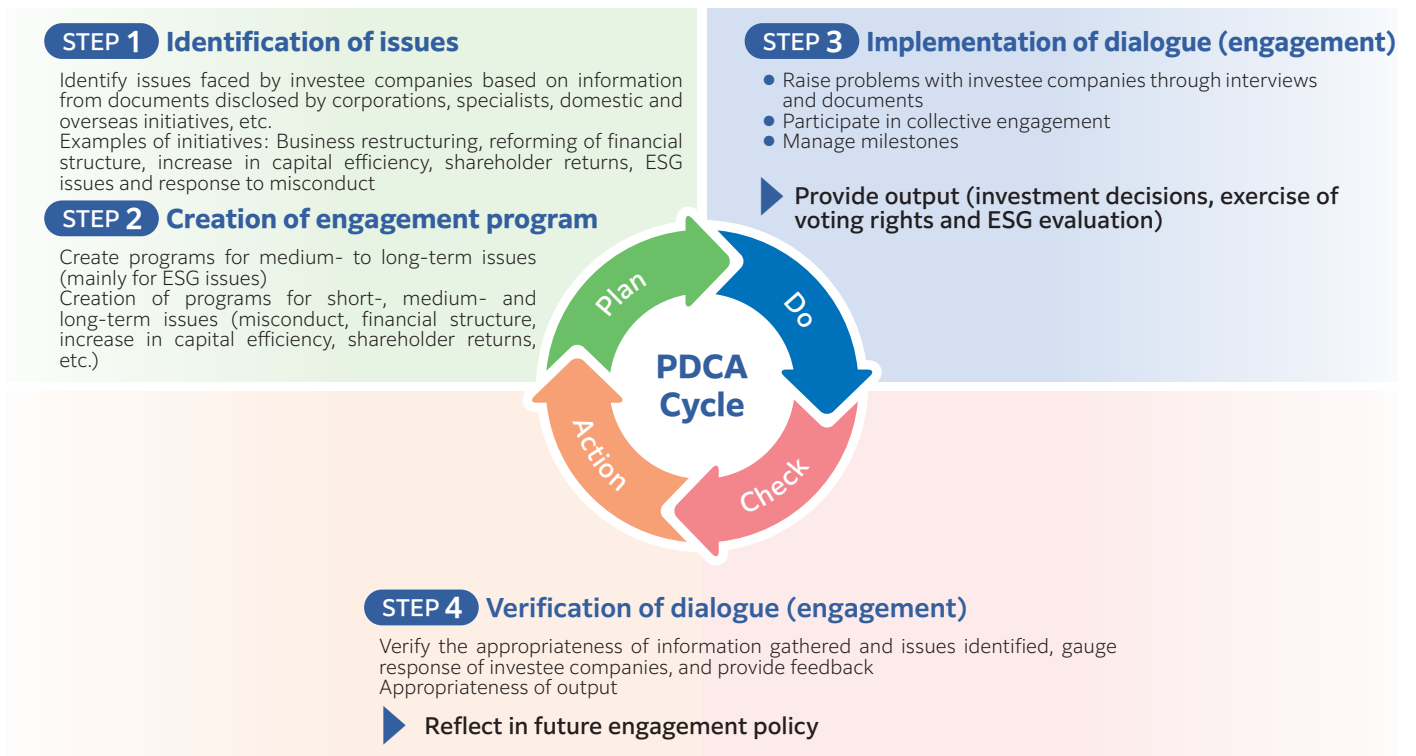 STEP 1 Identification of issues
Identify issues faced by investee companies based on information
from documents disclosed by corporations, specialists, domestic and
overseas initiatives, etc.
Examples of initiatives: Business restructuring, reforming of financial
structure, increase in capital efficiency, shareholder returns, ESG
issues and response to misconduct
STEP 2 Creation of engagement program
Create programs for medium- to long-term issues
(mainly for ESG issues)
Creation of programs for short-, medium- and
long-term issues (misconduct, financial structure,
increase in capital efficiency, shareholder returns,
etc.)
STEP 3 Implementation of dialogue (engagement)
● Raise problems with investee companies through interviews
and documents
● Participate in collective engagement
● Manage milestones
Provide output (investment decisions, exercise of
voting rights and ESG evaluation)
Plan
Do
Check
Action
PDCA
Cycle
STEP 4 Verification of dialogue (engagement)
Verify the appropriateness of information gathered and issues identified, gauge
response of investee companies, and provide feedback
Appropriateness of output
Reflect in future engagement policy